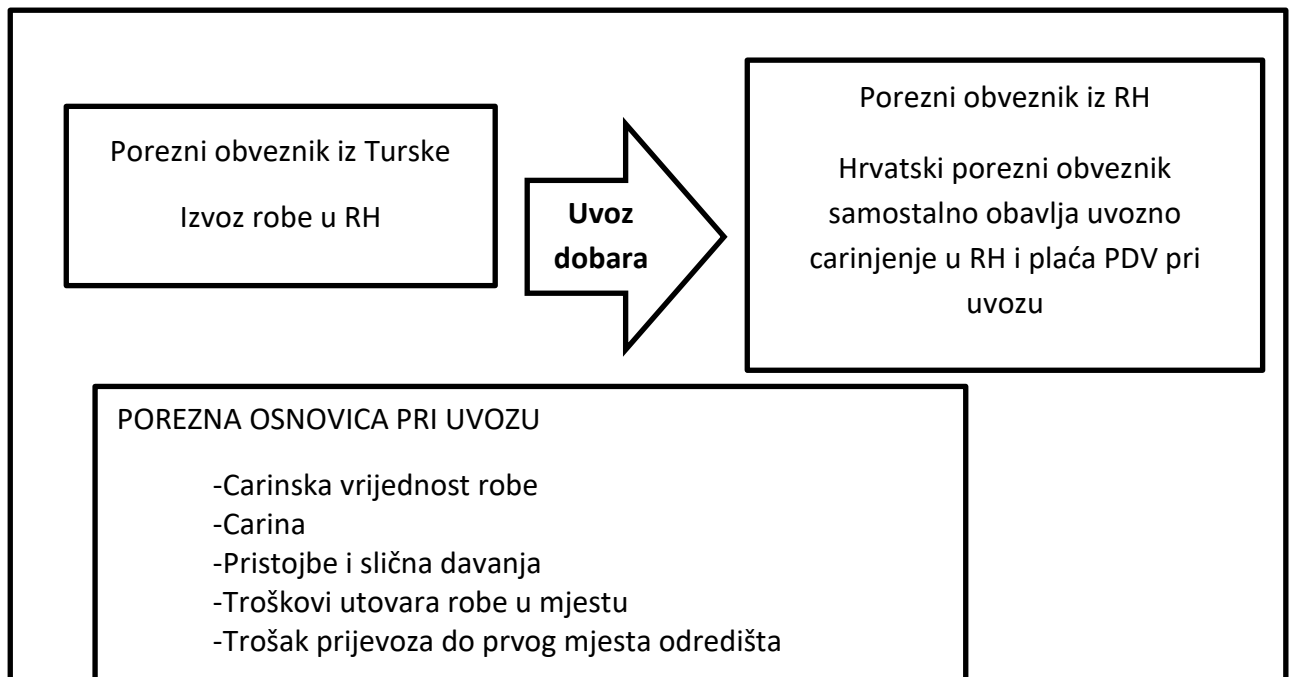 Porezni obveznik iz Turske
Izvoz robe u RH
Uvoz
dobara
Porezni obveznik iz RH
Hrvatski porezni obveznik
samostalno obavlja uvozno
carinjenje u RH i plaća PDV pri
uvozu
POREZNA OSNOVICA PRI UVOZU
-Carinska vrijednost robe
-Carina
-Pristojbe i slična davanja
-Troškovi utovara robe u mjestu
-Trošak prijevoza do prvog mjesta odredišta